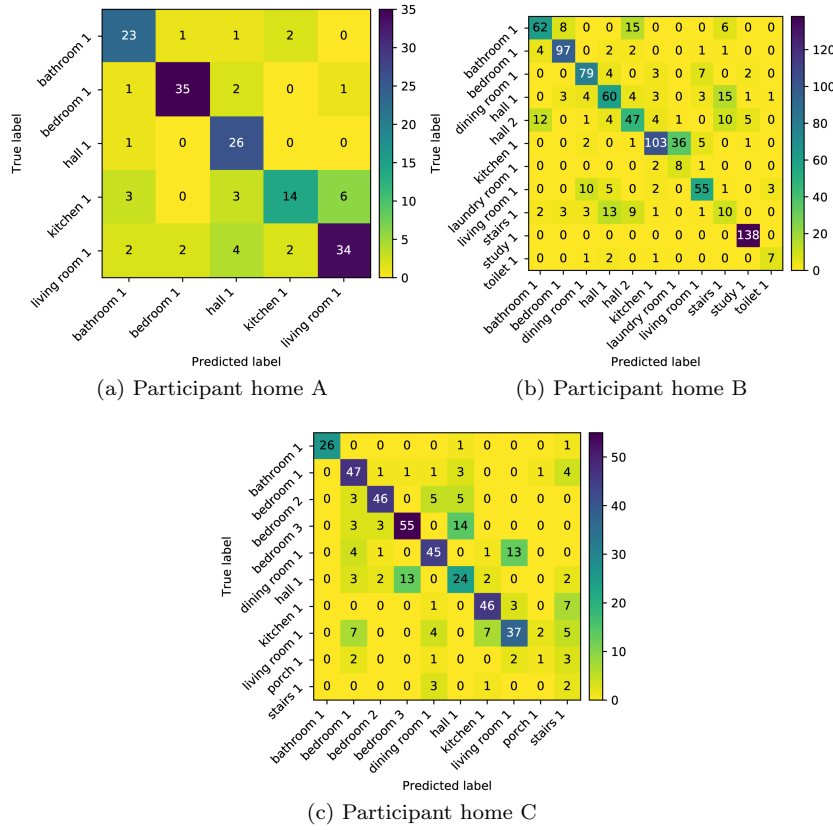 bathroom 1 23 1 1 2 0
bedroom 1 1 35 2 0 1
hall 1 1 0 26 0 0
kitchen 1 3 0 3 14 6
living room 1 2 2 4 2 34
True label
bathroom 1 bedroom 1 hall 1 kitchen 1 living room 1
Predicted label
35
30
25
20
15
10
5
0
(a) Participant home A
bathroom 1 62 8 0 0 15 0 0 0 6 0 0
bedroom 1 4 97 0 2 2 0 0 1 1 0 0
dining room 1 0 0 79 4 0 3 0 7 0 2 0
hall 1 0 3 4 60 4 3 0 3 15 1 1
hall 2 12 0 1 4 47 4 1 0 10 5 0
kitchen 1 0 0 2 0 1 103 36 5 0 1 0
laundry room 1 0 0 0 0 0 2 8 1 0 0 0
living room 1 0 0 10 5 0 2 0 55 1 0 3
stairs 1 2 3 3 13 9 1 0 1 10 0 0
study 1 0 0 0 0 0 0 0 0 0 138 0
toilet 1 0 0 1 2 0 1 0 0 0 0 7
True label
bathroom 1 bedroom 1 dining room 1 hall 1 hall 2 kitchen 1 laundry room 1 living room 1 stairs 1 study 1 toilet 1
Predicted label
120
100
80
60
40
20
0
(b) Participant home B
bathroom 1 26 0 0 0 0 1 0 0 0 1
bedroom 1 0 47 1 1 1 3 0 0 1 4
bedroom 2 0 3 46 0 5 5 0 0 0 0
bedroom 3 0 3 3 55 0 14 0 0 0 0
dining room 1 0 4 1 0 45 0 1 13 0 0
hall 1 0 3 2 13 0 24 2 0 0 2
kitchen 1 0 0 0 0 1 0 46 3 0 7
living room 1 0 7 0 0 4 0 7 37 2 5
porch 1 0 2 0 0 1 0 0 2 1 3
stairs 1 0 0 0 0 3 0 1 0 0 2
True label
bathroom 1 bedroom 1 bedroom 2 bedroom 3 dining room 1 hall 1 kitchen 1 living room 1 porch 1 stairs 1
Predicted label
50
40
30
20
10
0
(c) Participant home C